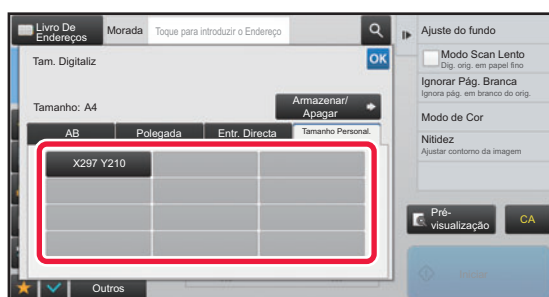 Livro De
Endereços
Morada
Toque para introduzir o Endereço
Tam. Digitaliz
OK
Tamanho: A4
Armazenar/
Apagar
AB
Polegada
Entr. Directa
Tamanho Personal.
X297 Y210
Outros
Ajuste do fundo
Modo Scan Lento
Dig. orig. em papel fino
Ignorar Pág. Branca
Ignora pág. em branco do orig.
Modo de Cor
Nitidez
Ajustar contorno da imagem
Pré-
visualização
CA
Iniciar